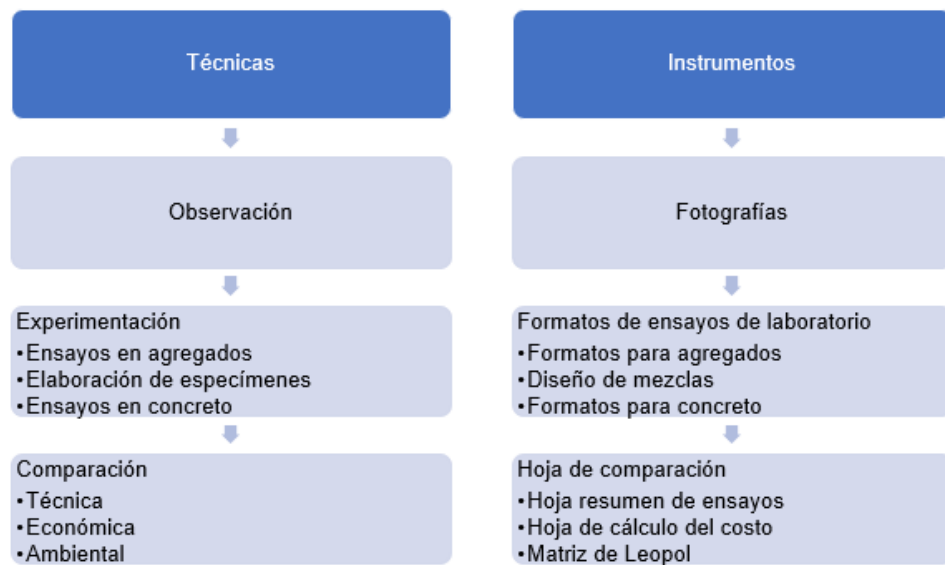 Técnicas
Observación
Experimentación
•Ensayos en agregados
•Elaboración de especímenes
•Ensayos en concreto
Comparación
•Técnica
•Económica
•Ambiental
Instrumentos
Fotografías
Formatos de ensayos de laboratorio
•Formatos para agregados
•Diseño de mezclas
•Formatos para concreto
Hoja de comparación
•Hoja resumen de ensayos
•Hoja de cálculo del costo
•Matriz de Leopol